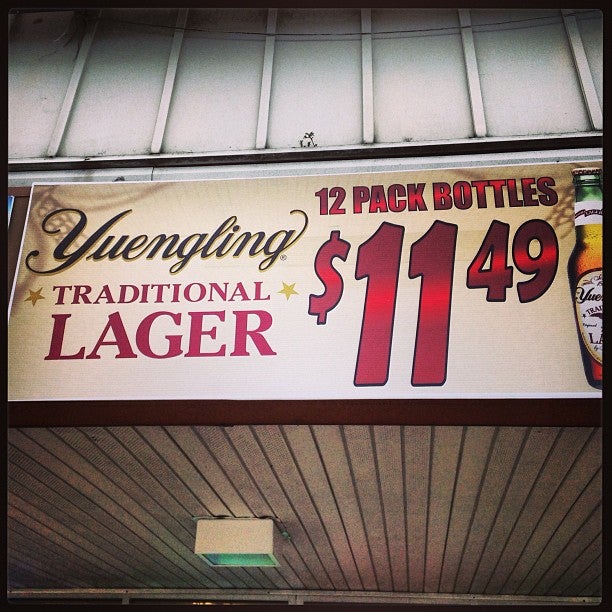 Yuengling®
TRADITIONAL
LAGER
12 PACK BOTTLES
$11.49